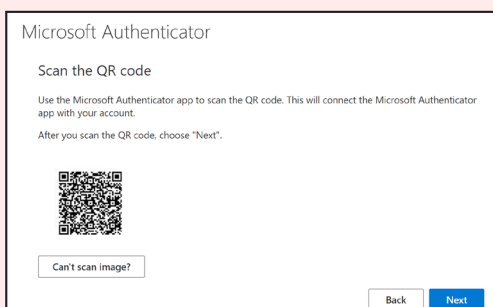 Microsoft Authenticator
Scan the QR code
Use the Microsoft Authenticator app to scan the QR code. This will connect the Microsoft Authenticator
app with your account.
After you scan the QR code, choose "Next".
Can't scan image?
Back
Next